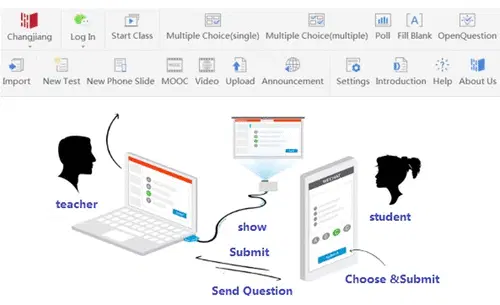 Changjiang Log In Start Class Multiple Choice(single) Multiple Choice(multiple) Poll Fill Blank OpenQuestion
Import New Test New Phone Slide MOOC Video Upload Announcement Settings Introduction Help About Us
teacher
show
student
Submit
Send Question
Choose &Submit